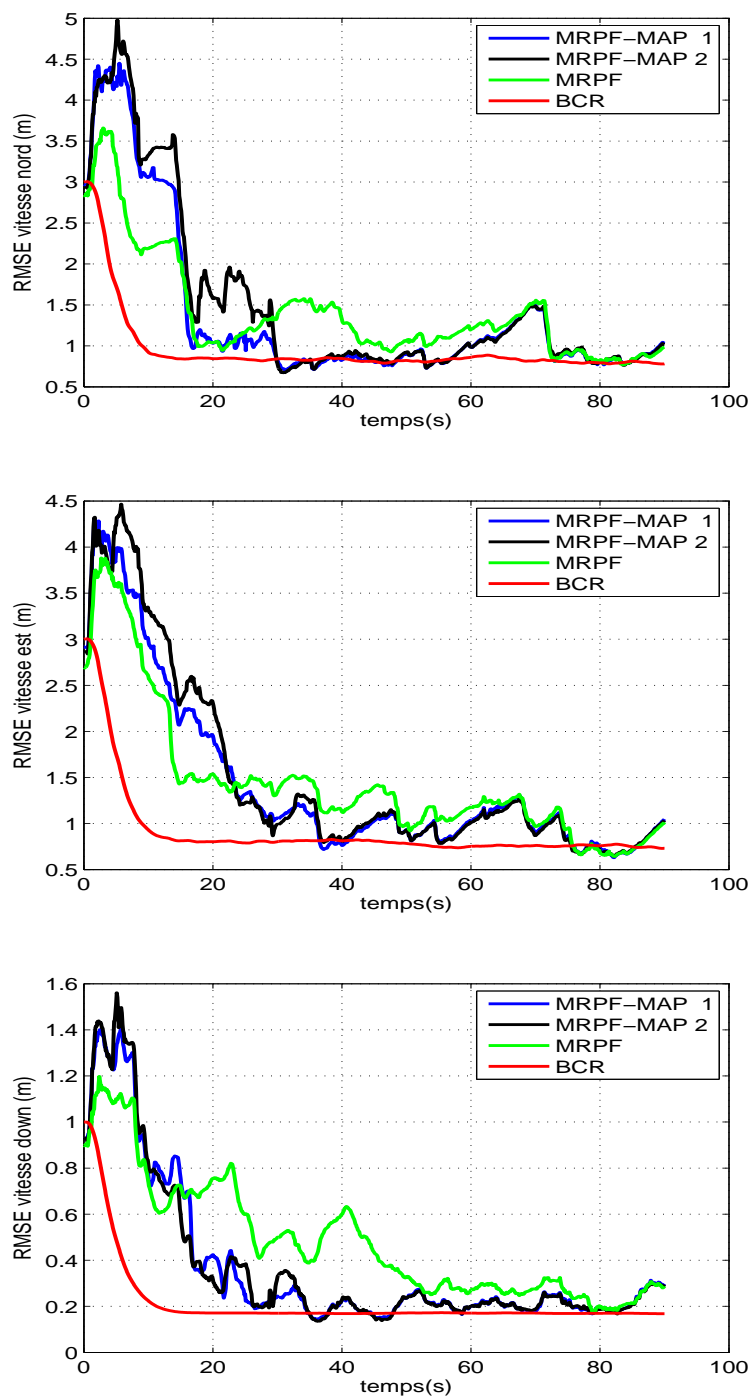 5
4.5
4
3.5
3
2.5
2
1.5
1
0.5
RMSE vitesse nord (m)
MRPF−MAP 1
MRPF−MAP 2
MRPF
BCR
0 20 40 60 80 100
temps(s)
4.5
4
3.5
3
2.5
2
1.5
1
0.5
RMSE vitesse est (m)
MRPF−MAP 1
MRPF−MAP 2
MRPF
BCR
0 20 40 60 80 100
temps(s)
1.6
1.4
1.2
1
0.8
0.6
0.4
0.2
0
RMSE vitesse down (m)
MRPF−MAP 1
MRPF−MAP 2
MRPF
BCR
0 20 40 60 80 100
temps(s)